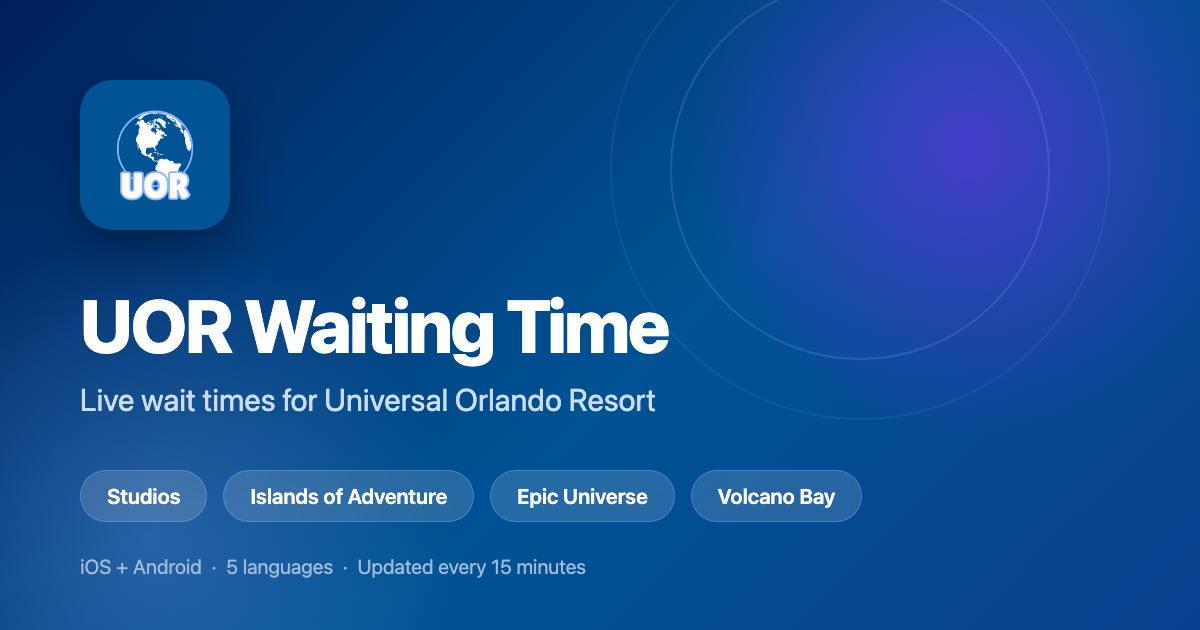 UOR
UOR Waiting Time
Live wait times for Universal Orlando Resort
Studios
Islands of Adventure
Epic Universe
Volcano Bay
iOS + Android · 5 languages · Updated every 15 minutes